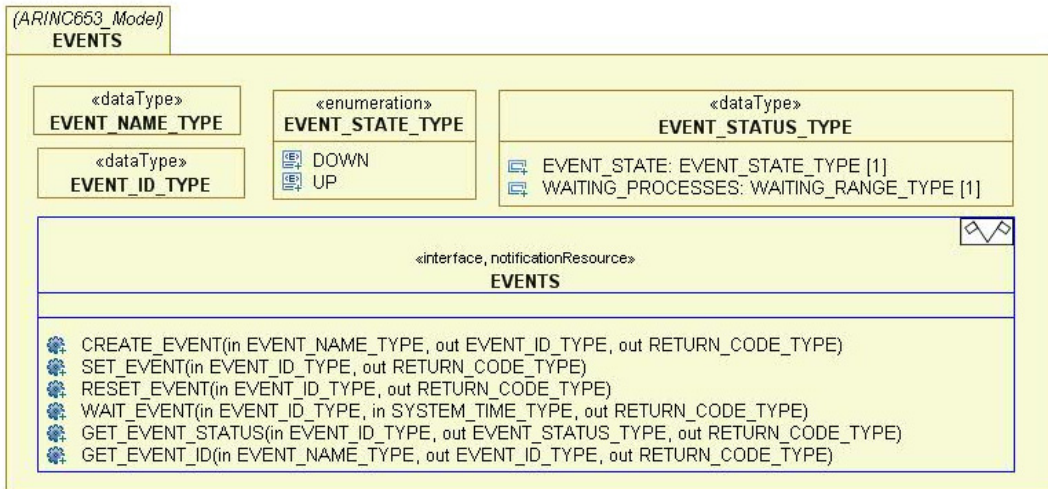 (ARINC653_Model)
EVENTS
«dataType»
EVENT_NAME_TYPE
«dataType»
EVENT_ID_TYPE
«enumeration»
EVENT_STATE_TYPE
DOWN
UP
«dataType»
EVENT_STATUS_TYPE
EVENT_STATE: EVENT_STATE_TYPE [1]
WAITING_PROCESSES: WAITING_RANGE_TYPE [1]
«interface, notificationResource»
EVENTS
CREATE_EVENT(in EVENT_NAME_TYPE, out EVENT_ID_TYPE, out RETURN_CODE_TYPE)
SET_EVENT(in EVENT_ID_TYPE, out RETURN_CODE_TYPE)
RESET_EVENT(in EVENT_ID_TYPE, out RETURN_CODE_TYPE)
WAIT_EVENT(in EVENT_ID_TYPE, in SYSTEM_TIME_TYPE, out RETURN_CODE_TYPE)
GET_EVENT_STATUS(in EVENT_ID_TYPE, out EVENT_STATUS_TYPE, out RETURN_CODE_TYPE)
GET_EVENT_ID(in EVENT_NAME_TYPE, out EVENT_ID_TYPE, out RETURN_CODE_TYPE)